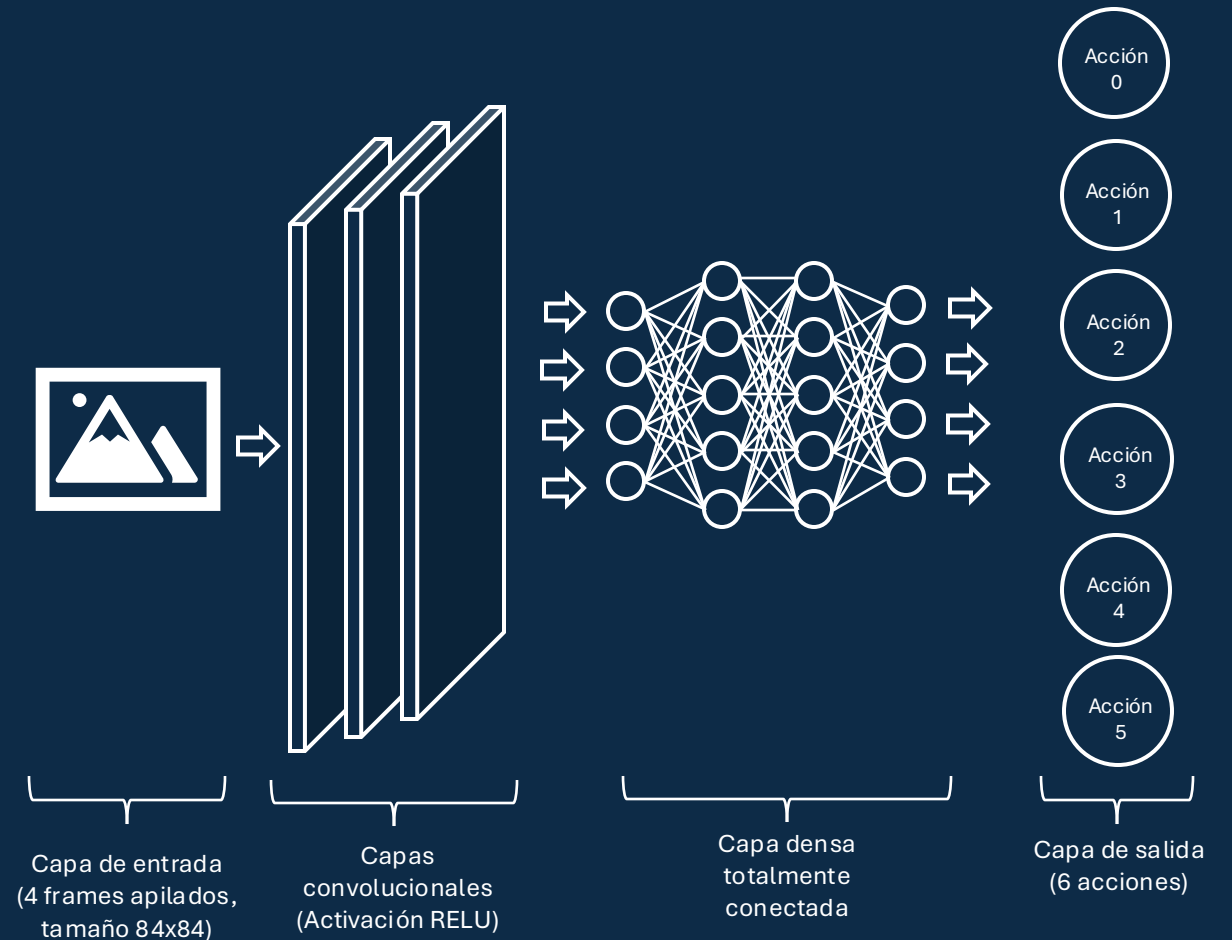 Acción
0
Acción
1
Acción
2
Acción
3
Acción
4
Acción
5
Capa de entrada
(4 frames apilados,
tamaño 84x84)
Capas
convolucionales
(Activación RELU)
Capa densa
totalmente
conectada
Capa de salida
(6 acciones)